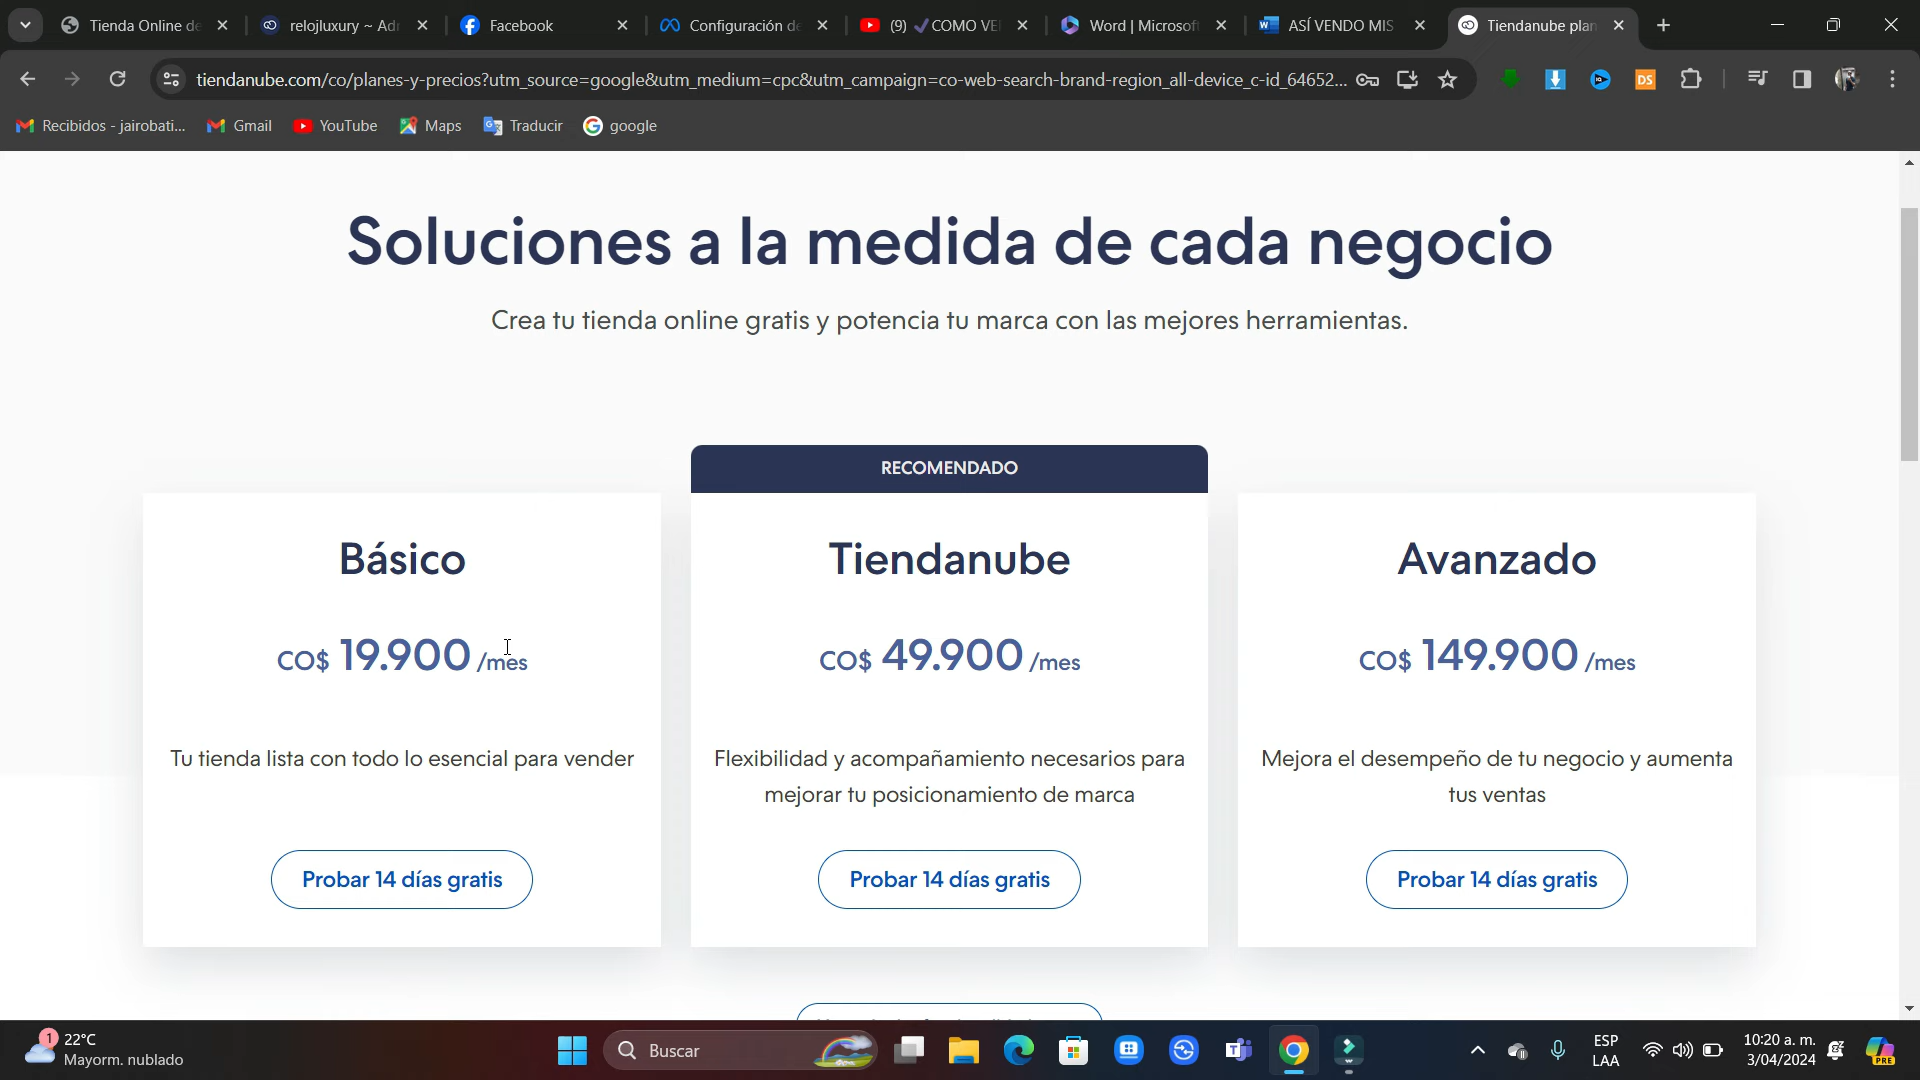 Tienda Online de
relojluxury ~ Adr
Facebook
Configuración de
(9) ✔COMO VE
Word | Microsoft
ASÍ VENDO MIS
Tiendanube plan
tiendanube.com/co/planes-y-precios?utm_source=google&utm_medium=cpc&utm_campaign=co-web-search-brand-region_all-device_c-id_64652...
DS
Recibidos - jairobati...
Gmail
YouTube
Maps
Traducir
google
Soluciones a la medida de cada negocio
Crea tu tienda online gratis y potencia tu marca con las mejores herramientas.
RECOMENDADO
Básico
CO$ 19.900 /mes
Tu tienda lista con todo lo esencial para vender
Probar 14 días gratis
Tiendanube
CO$ 49.900 /mes
Flexibilidad y acompañamiento necesarios para
mejorar tu posicionamiento de marca
Probar 14 días gratis
Avanzado
CO$ 149.900 /mes
Mejora el desempeño de tu negocio y aumenta
tus ventas
Probar 14 días gratis
1
22°C
Mayorm. nublado
Buscar
ESP
LAA
10:20 a. m.
3/04/2024
PRE